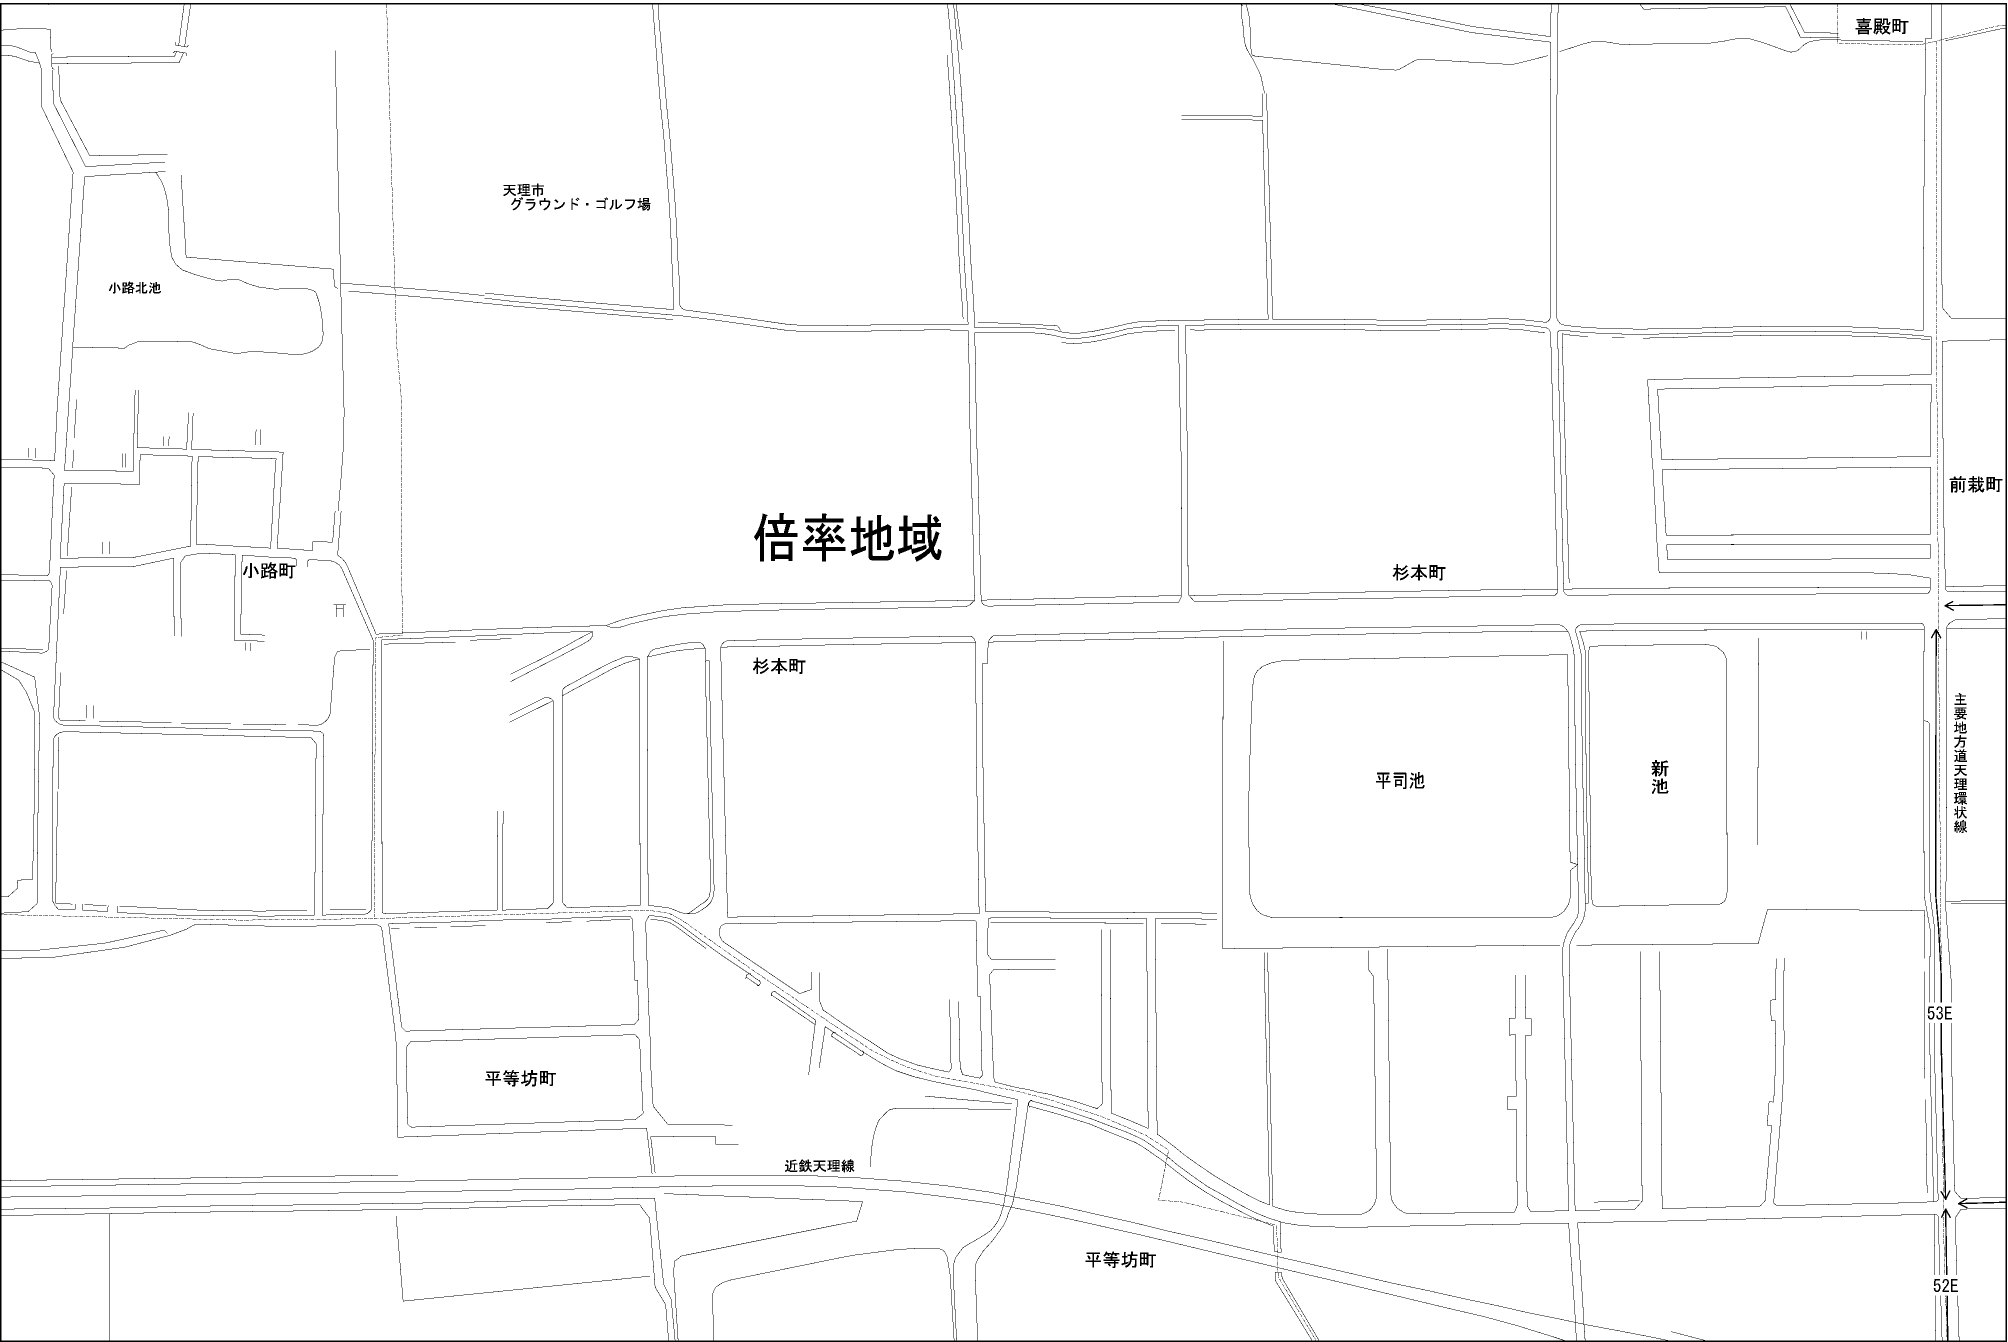 喜殿町
天理市
グラウンド・ゴルフ場
小路北池
前栽町
倍率地域
小路町
杉本町
杉本町
主要地方道天理環状線
平司池
新池
53E
平等坊町
近鉄天理線
平等坊町
52E